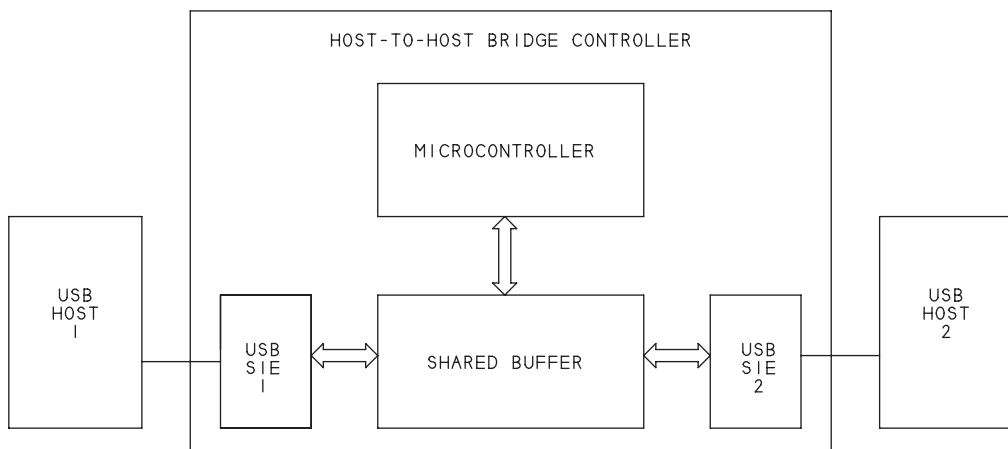 HOST-TO-HOST BRIDGE CONTROLLER
MICROCONTROLLER
USB
HOST
1
USB
SIE
1
SHARED BUFFER
USB
SIE
2
USB
HOST
2